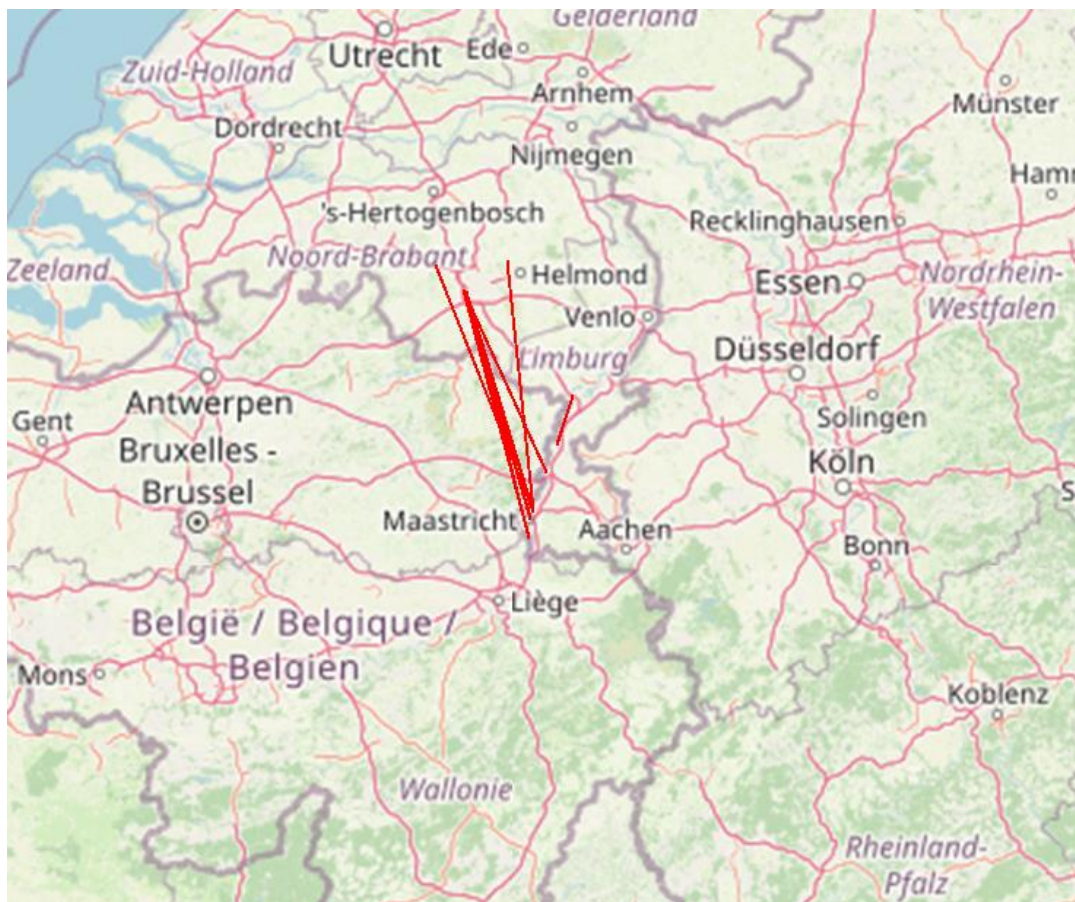 Gelderland
Utrecht
Ede
Zuid-Holland
Arnhem
Münster
Dordrecht
Nijmegen
Hamm
's-Hertogenbosch
Recklinghausen
Noord-Brabant
Zeeland
Helmond
Essen
Nordrhein-
Westfalen
Venlo
Limburg
Düsseldorf
Antwerpen
Solingen
Gent
Bruxelles -
Brussel
Köln
Maastricht
Aachen
Bonn
Liège
België / Belgique /
Belgien
Mons
Koblenz
Wallonie
Rheinland-
Pfalz